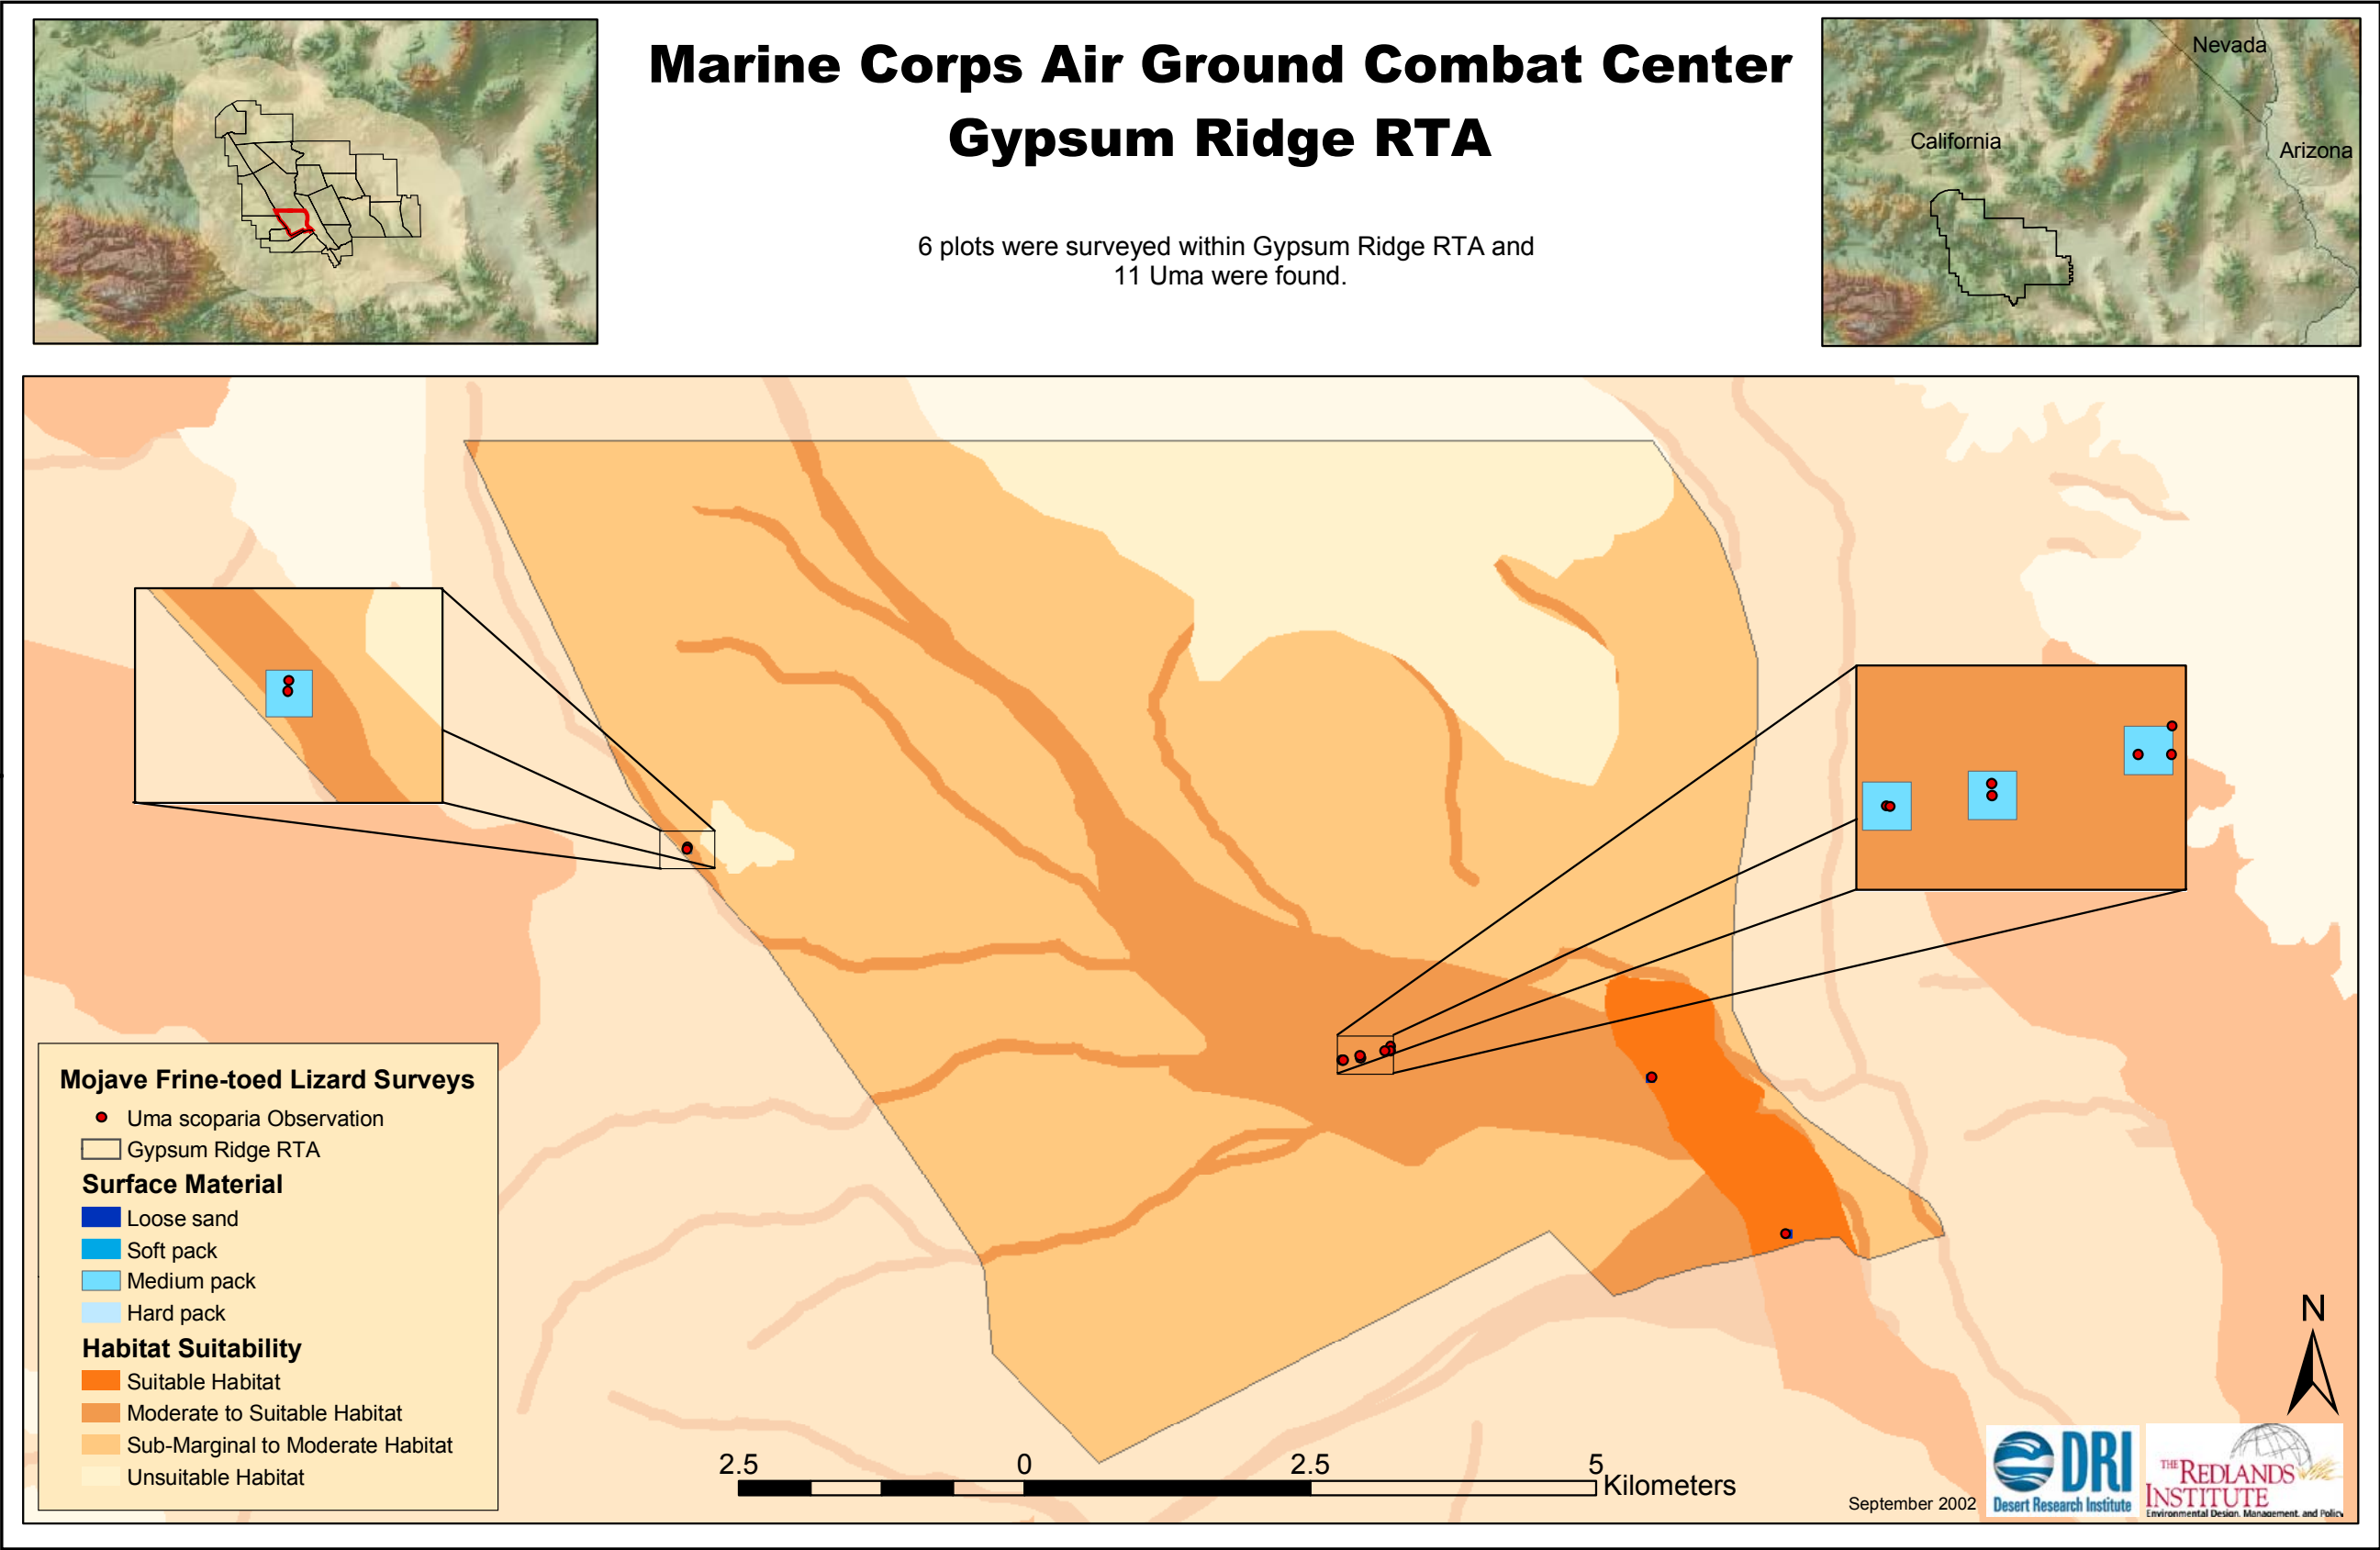 Marine Corps Air Ground Combat Center
Gypsum Ridge RTA
6 plots were surveyed within Gypsum Ridge RTA and
11 Uma were found.
Nevada
California
Arizona
Mojave Frine-toed Lizard Surveys
Uma scoparia Observation
Gypsum Ridge RTA
Surface Material
Loose sand
Soft pack
Medium pack
Hard pack
Habitat Suitability
Suitable Habitat
Moderate to Suitable Habitat
Sub-Marginal to Moderate Habitat
Unsuitable Habitat
2.5 0 2.5 5
Kilometers
N
September 2002
DRI
Desert Research Institute
THE REDLANDS
INSTITUTE
Environmental Design, Management, and Policy